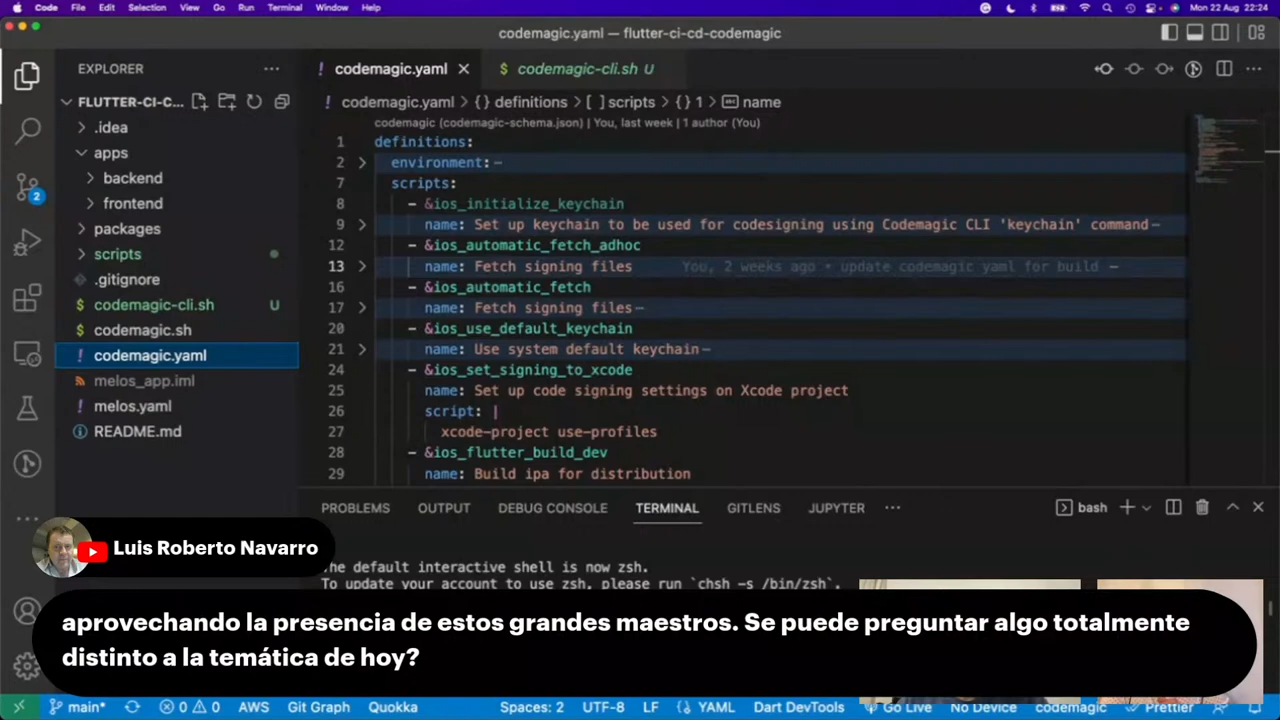 Code File Edit Selection View Go Run Terminal Window Help Mon 22 Aug 22:24
codemagic.yaml — flutter-ci-cd-codemagic
EXPLORER
FLUTTER-CI-C...
.idea
apps
backend
frontend
packages
scripts
.gitignore
codemagic-cli.sh U
codemagic.sh
codemagic.yaml
melos_app.iml
melos.yaml
README.md
2
codemagic.yaml
codemagic-cli.sh U
codemagic.yaml > {} definitions > [ ] scripts > {} 1 > name
codemagic (codemagic-schema.json) | You, last week | 1 author (You)
1 definitions:
2 environment:
7 scripts:
8 - &ios_initialize_keychain
9 name: Set up keychain to be used for codesigning using Codemagic CLI 'keychain' command
12 - &ios_automatic_fetch_adhoc
13 name: Fetch signing files You, 2 weeks ago • update codemagic yaml for build
16 - &ios_automatic_fetch
17 name: Fetch signing files
20 - &ios_use_default_keychain
21 name: Use system default keychain
24 - &ios_set_signing_to_xcode
25 name: Set up code signing settings on Xcode project
26 script: |
27 xcode-project use-profiles
28 - &ios_flutter_build_dev
29 name: Build ipa for distribution
PROBLEMS OUTPUT DEBUG CONSOLE TERMINAL GITLENS JUPYTER ... bash
The default interactive shell is now zsh.
To update your account to use zsh, please run `chsh -s /bin/zsh`.
Luis Roberto Navarro
aprovechando la presencia de estos grandes maestros. Se puede preguntar algo totalmente
distinto a la temática de hoy?
main* 0 0 AWS Git Graph Quokka Spaces: 2 UTF-8 LF YAML Dart DevTools Go Live No Device codemagic Prettier